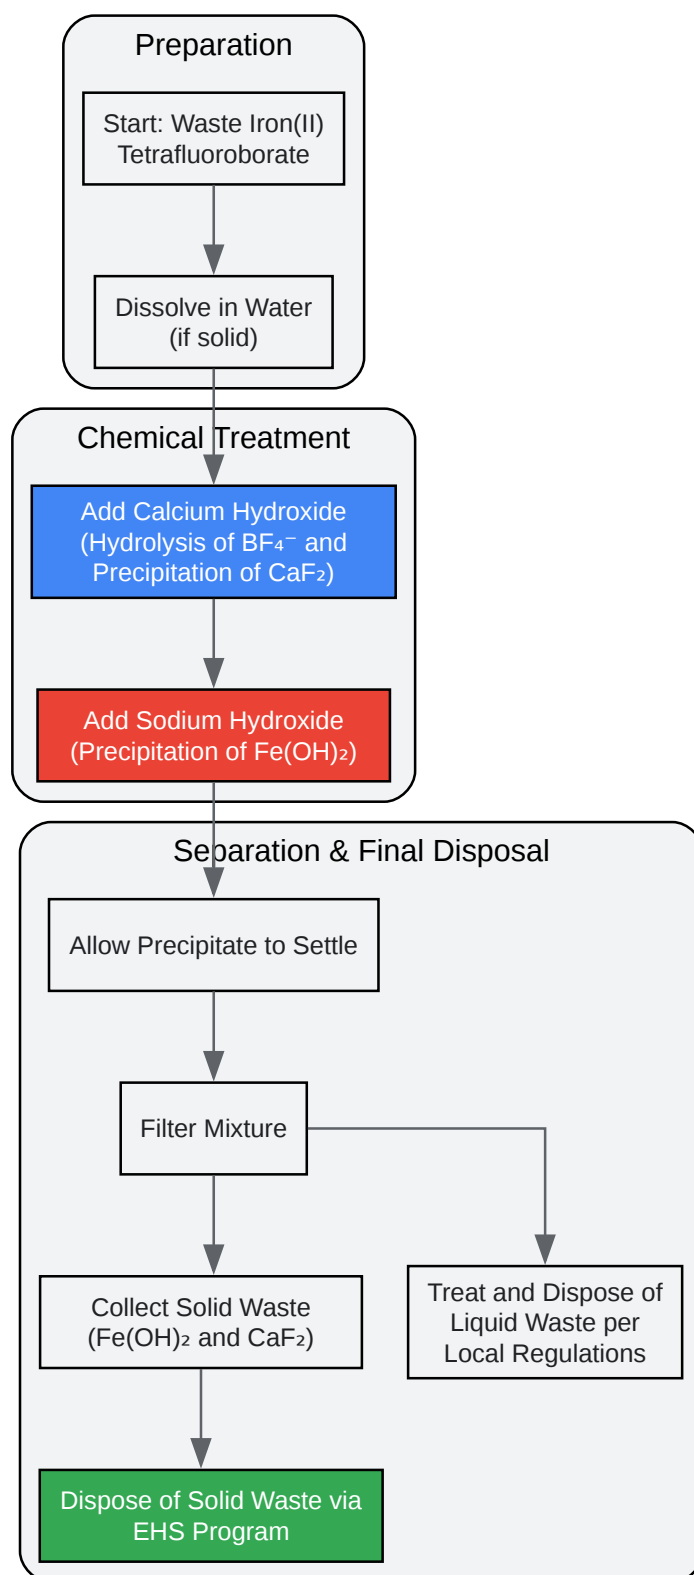 Preparation
Start: Waste Iron(II)
Tetrafluoroborate
Dissolve in Water
(if solid)
Chemical Treatment
Add Calcium Hydroxide
(Hydrolysis of BF₄⁻ and
Precipitation of CaF₂)
Add Sodium Hydroxide
(Precipitation of Fe(OH)₂)
Separation & Final Disposal
Allow Precipitate to Settle
Filter Mixture
Collect Solid Waste
(Fe(OH)₂ and CaF₂)
Treat and Dispose of
Liquid Waste per
Local Regulations
Dispose of Solid Waste via
EHS Program